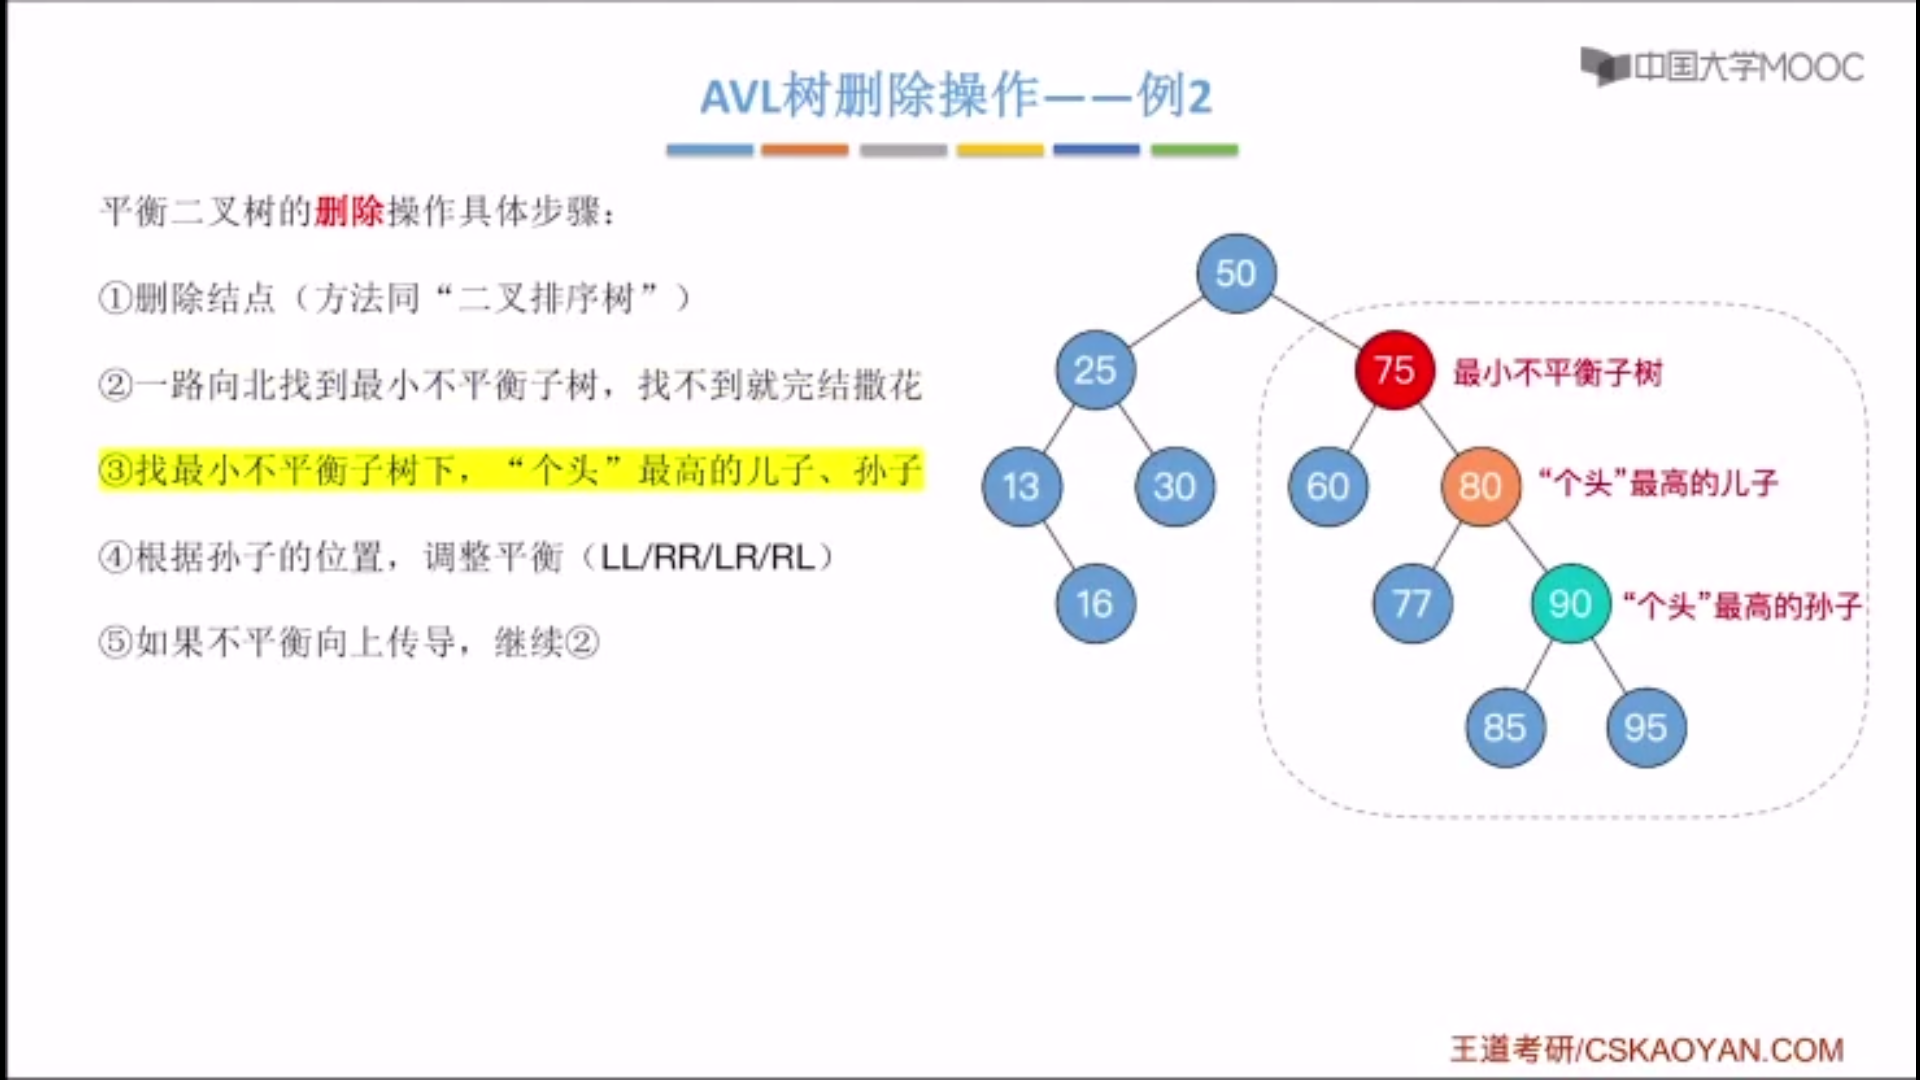 中国大学MOOC
AVL树删除操作——例2
平衡二叉树的删除操作具体步骤：
①删除结点（方法同“二叉排序树”）
②一路向北找到最小不平衡子树，找不到就完结撒花
③找最小不平衡子树下，“个头”最高的儿子、孙子
④根据孙子的位置，调整平衡（LL/RR/LR/RL）
⑤如果不平衡向上传导，继续②
50
25
75
最小不平衡子树
13
30
60
80
“个头”最高的儿子
16
77
90
“个头”最高的孙子
85
95
王道考研/CSKAOYAN.COM